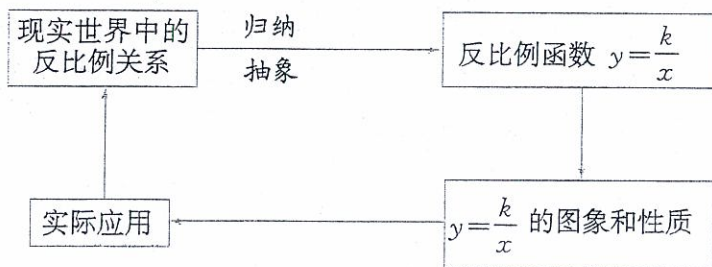 现实世界中的
反比例关系
归纳
抽象
反比例函数 y=k/x
y=k/x 的图象和性质
实际应用